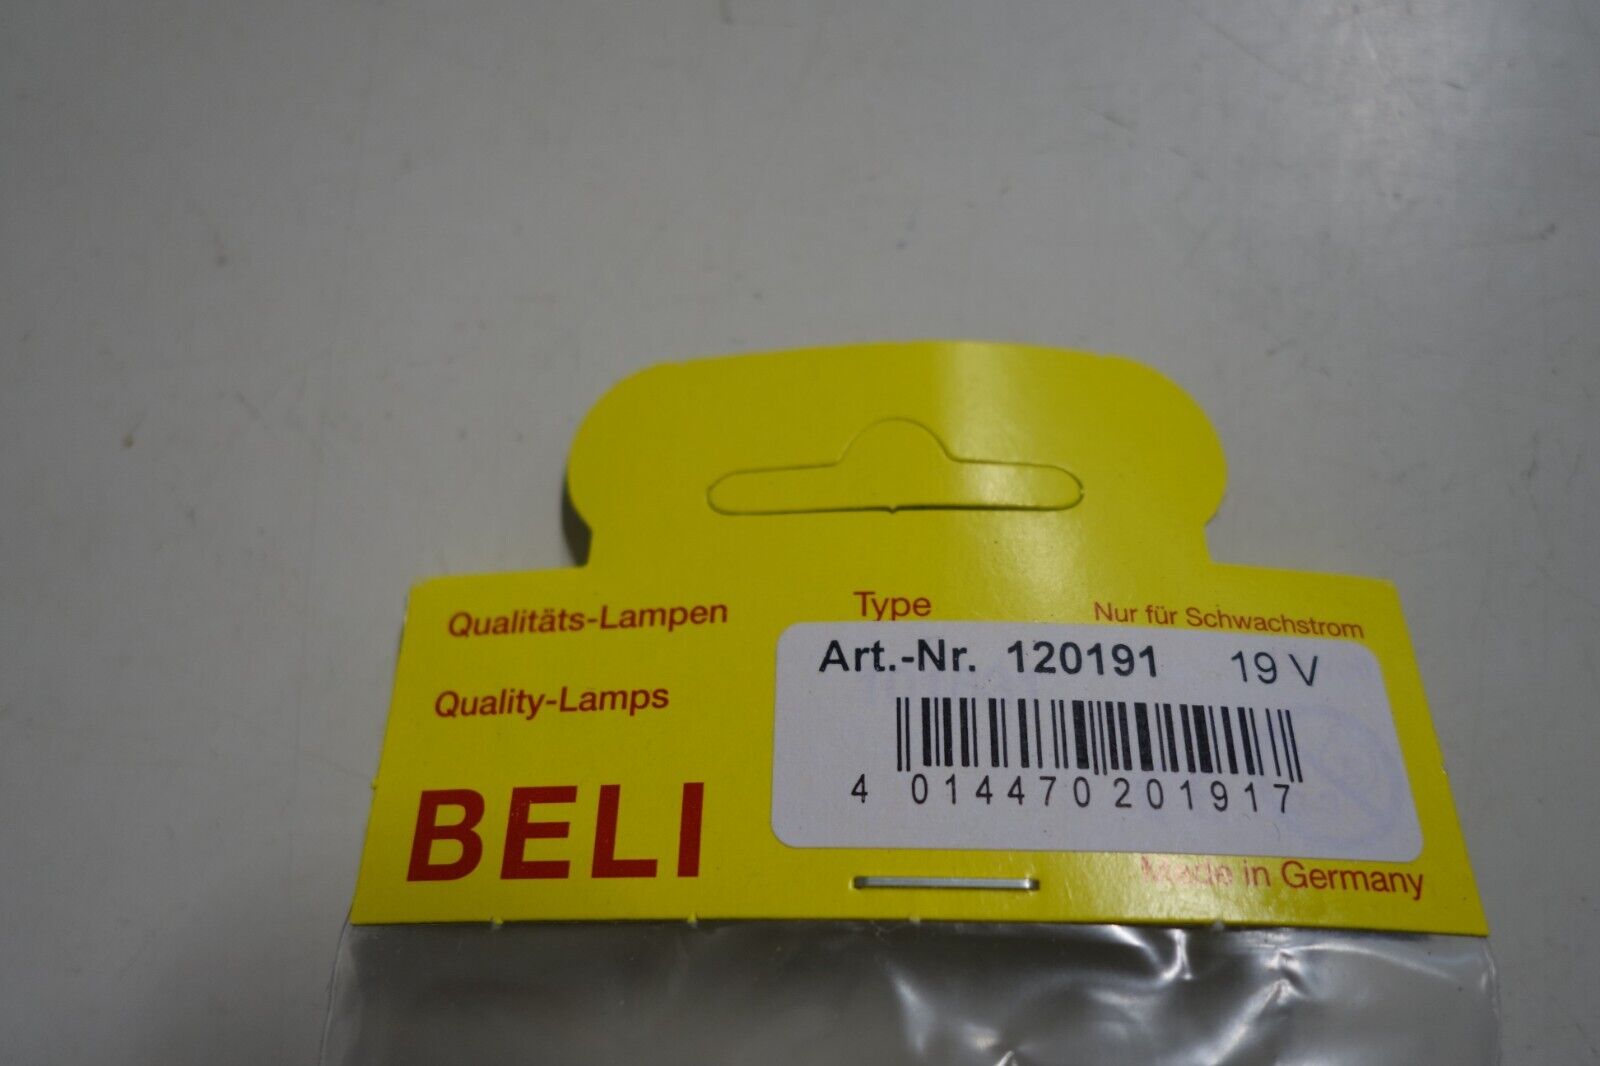 Qualitäts-Lampen
Type
Nur für Schwachstrom
Quality-Lamps
Art.-Nr. 120191 19 V
4 014470 201917
BELI
Made in Germany